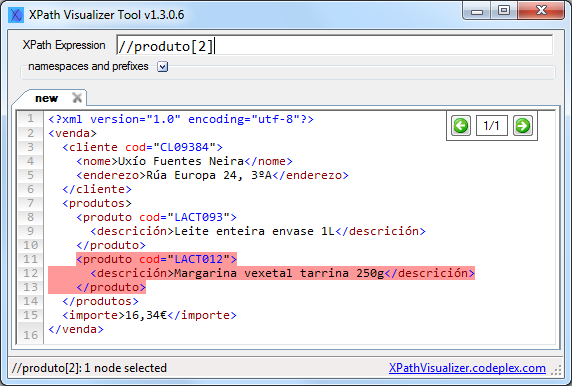 XPath Visualizer Tool v1.3.0.6
XPath Expression //produto[2]
namespaces and prefixes
new
1/1
1 <?xml version="1.0" encoding="utf-8"?>
2 <venda>
3 <cliente cod="CL09384">
4 <nome>Uxío Fuentes Neira</nome>
5 <enderezo>Rúa Europa 24, 3ºA</enderezo>
6 </cliente>
7 <produtos>
8 <produto cod="LACT093">
9 <descrición>Leite enteira envase 1L</descrición>
10 </produto>
11 <produto cod="LACT012">
12 <descrición>Margarina vexetal tarrina 250g</descrición>
13 </produto>
14 </produtos>
15 <importe>16,34€</importe>
16 </venda>
//produto[2]: 1 node selected
XPathVisualizer.codeplex.com